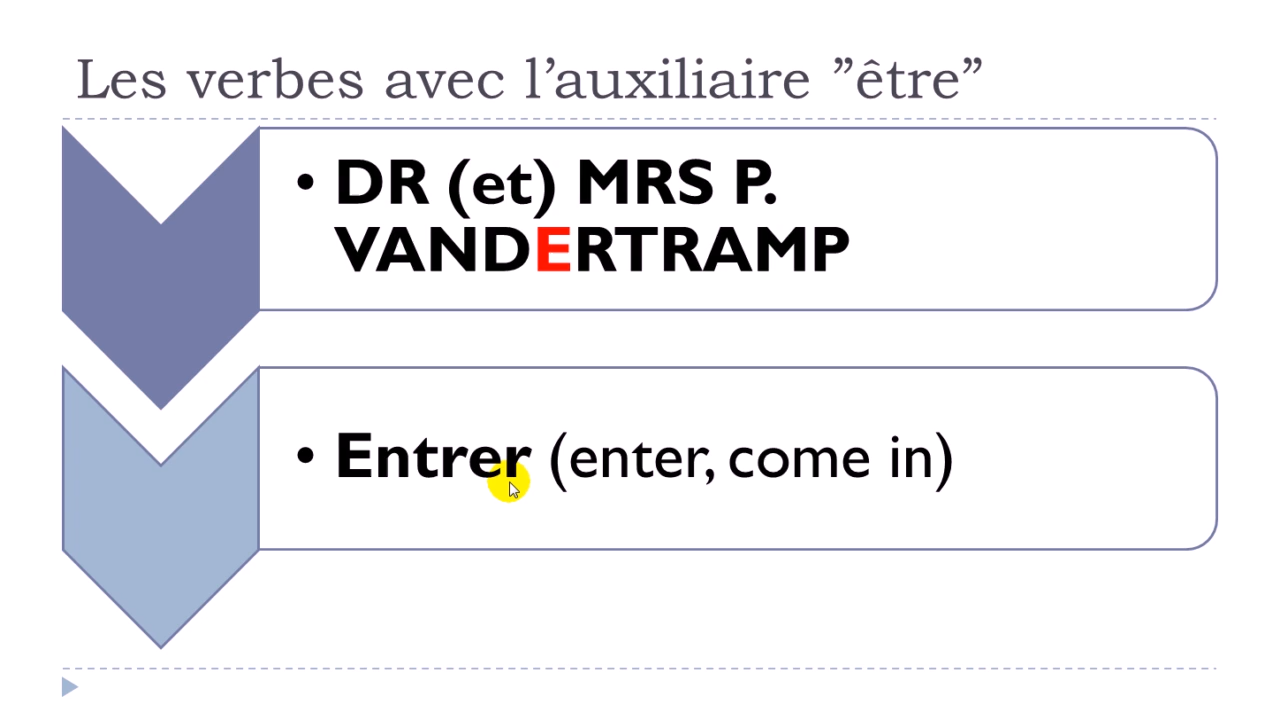 Les verbes avec l’auxiliaire ”être”
• DR (et) MRS P.
VANDERTRAMP
• Entrer (enter, come in)